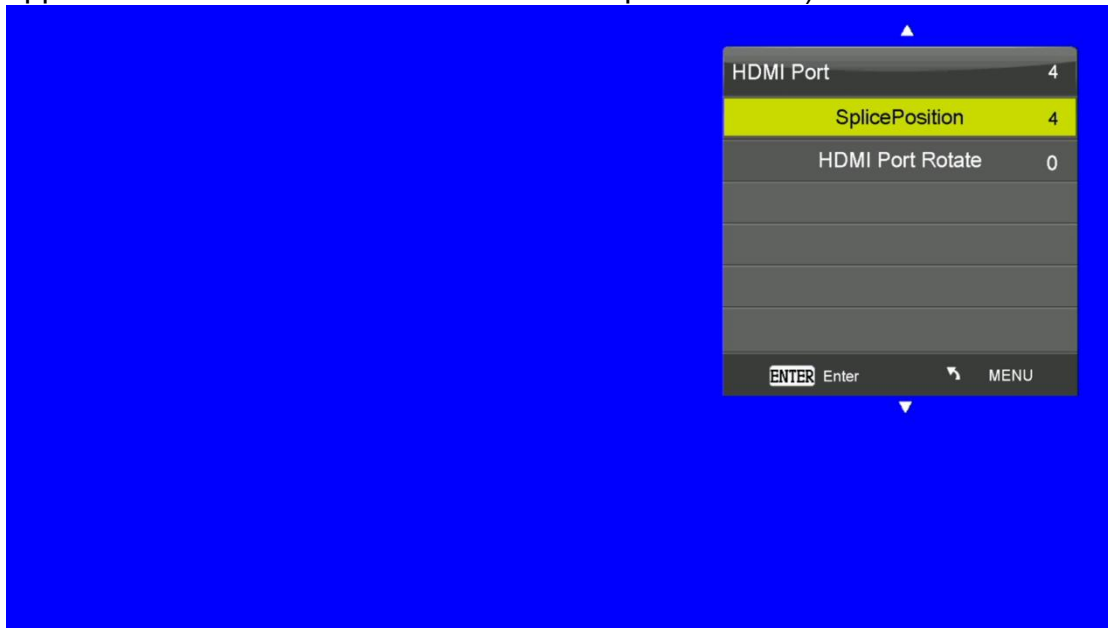 HDMI Port 4
SplicePosition 4
HDMI Port Rotate 0
ENTER Enter MENU